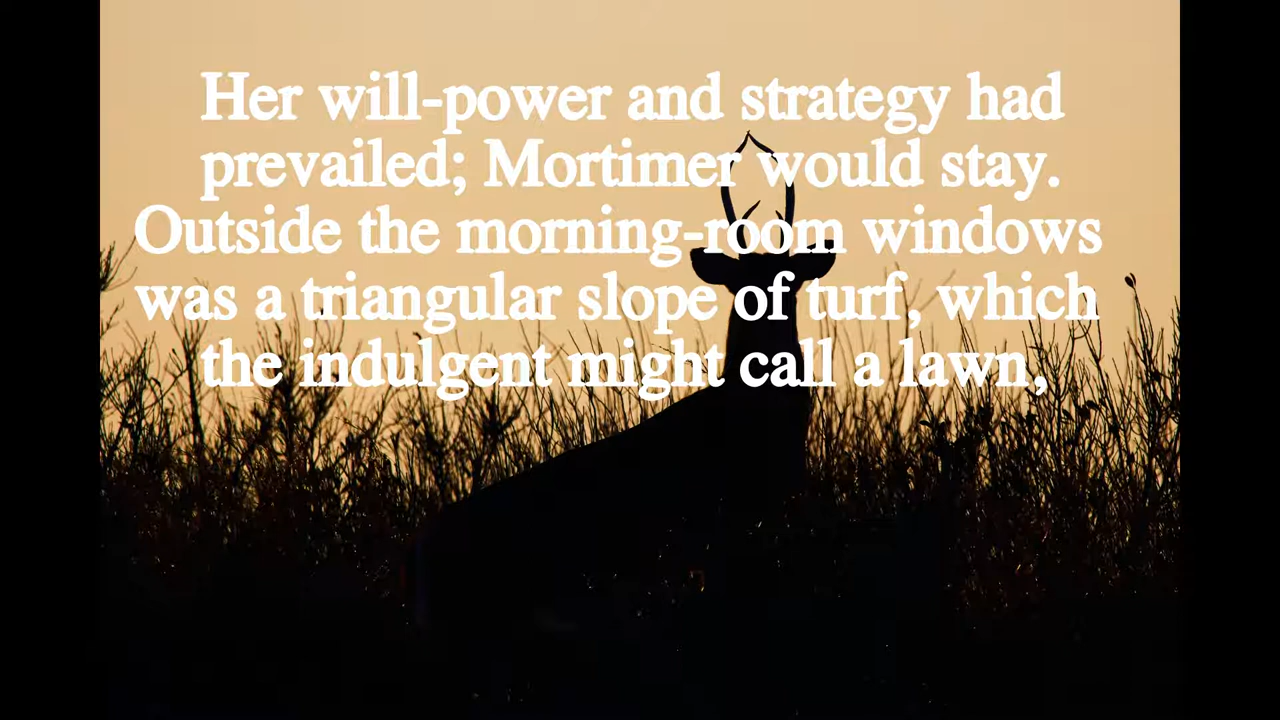 Her will-power and strategy had
prevailed; Mortimer would stay.
Outside the morning-room windows
was a triangular slope of turf, which
the indulgent might call a lawn,